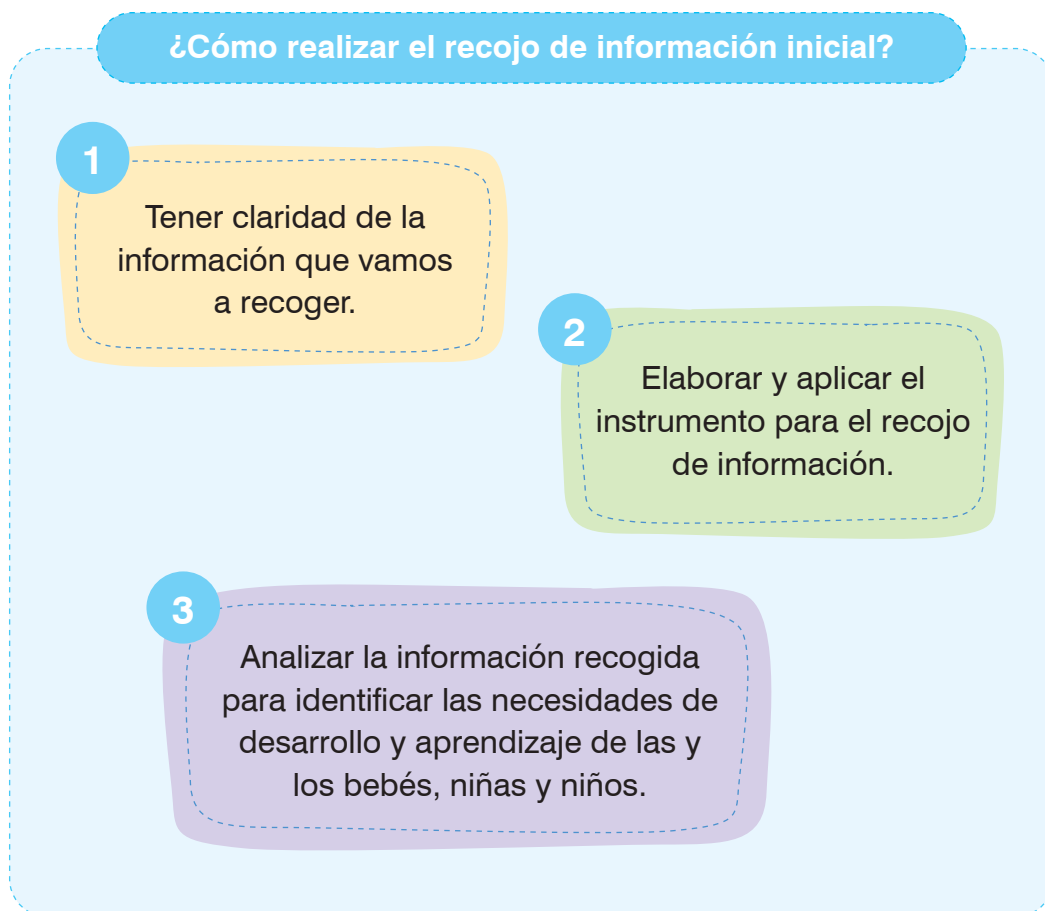 ¿Cómo realizar el recojo de información inicial?
1
Tener claridad de la
información que vamos
a recoger.
2
Elaborar y aplicar el
instrumento para el recojo
de información.
3
Analizar la información recogida
para identificar las necesidades de
desarrollo y aprendizaje de las y
los bebés, niñas y niños.